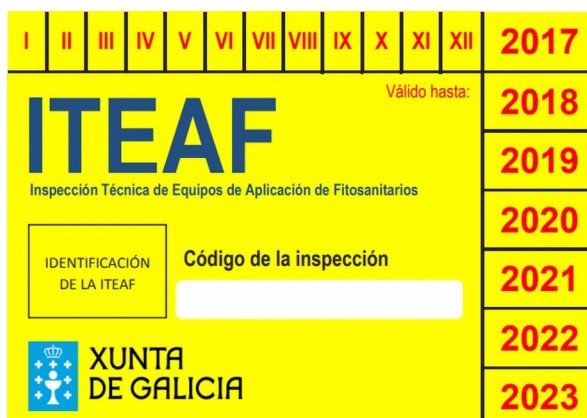 I II III IV V VI VII VIII IX X XI XII 2017
Válido hasta: 2018
ITEAF
2019
Inspección Técnica de Equipos de Aplicación de Fitosanitarios
2020
IDENTIFICACIÓN
DE LA ITEAF
Código de la inspección
2021
2022
XUNTA
DE GALICIA
2023